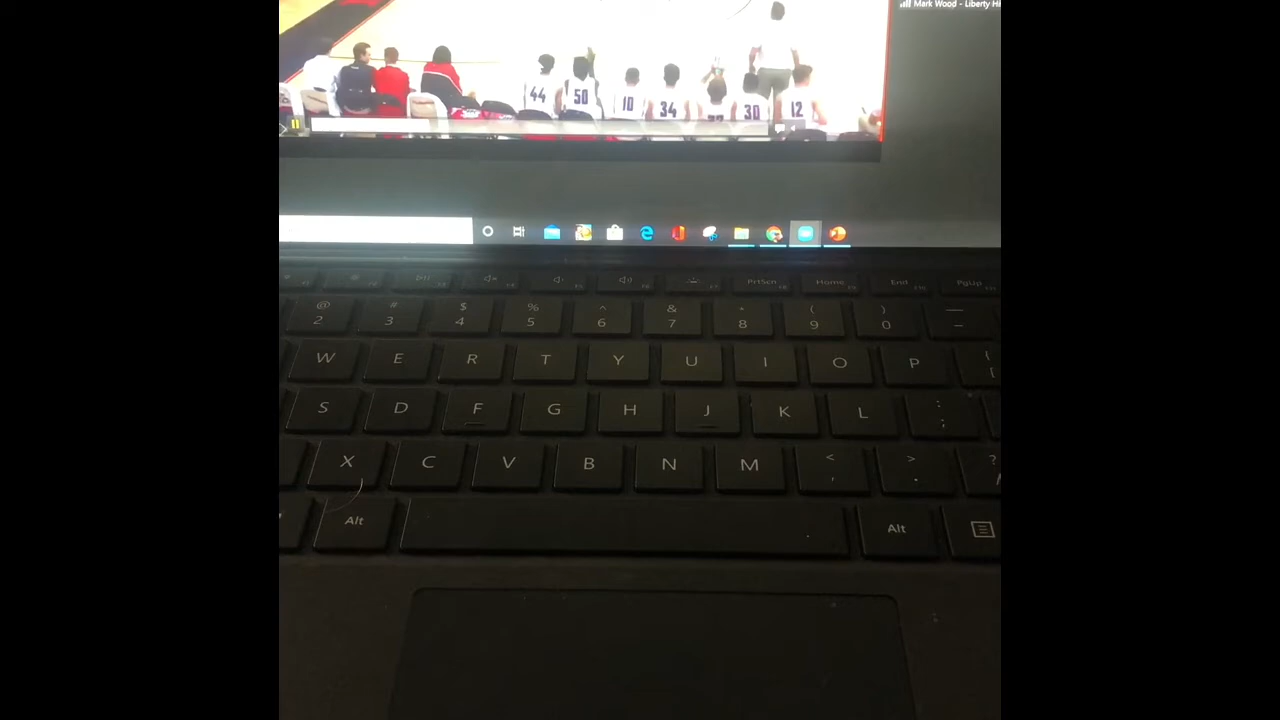 Mark Wood - Liberty Hi
44 50 10 34 30 12
PrtScn Home End PgUp
@ # $ % ^ & * ( ) —
2 3 4 5 6 7 8 9 0 –
W E R T Y U I O P { [
S D F G H J K L : ;
X C V B N M < , > . ?
Alt Alt